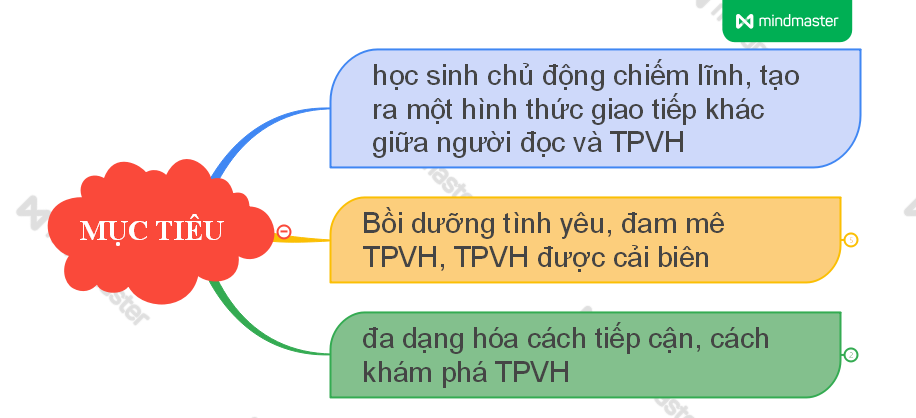 mindmaster
học sinh chủ động chiếm lĩnh, tạo
ra một hình thức giao tiếp khác
giữa người đọc và TPVH
MỤC TIÊU
Bồi dưỡng tình yêu, đam mê
TPVH, TPVH được cải biên
đa dạng hóa cách tiếp cận, cách
khám phá TPVH
2